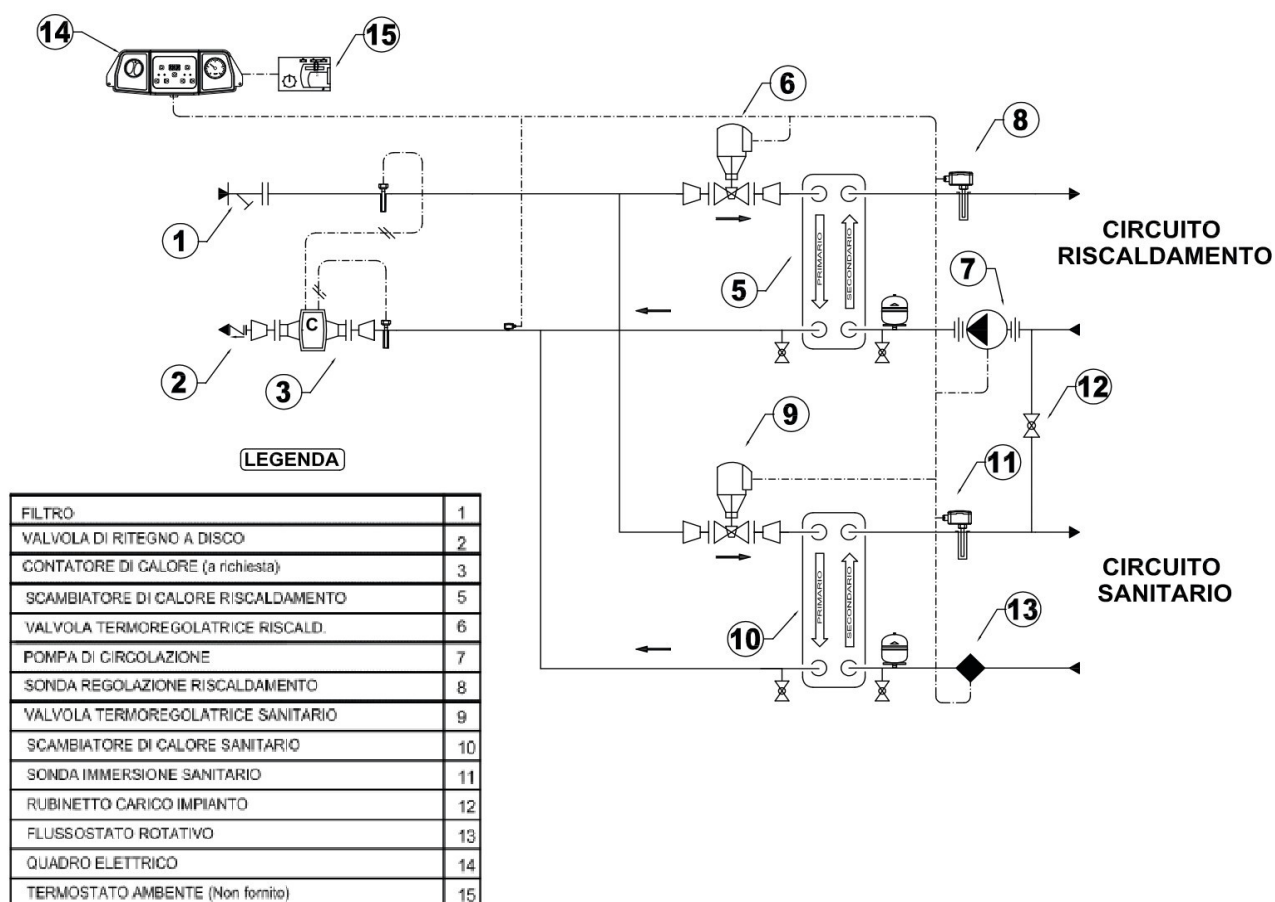 14
15
6
8
1
CIRCUITO
RISCALDAMENTO
PRIMARIO
SECONDARIO
5
7
C
2
3
12
9
LEGENDA
11
FILTRO 1
VALVOLA DI RITEGNO A DISCO 2
CONTATORE DI CALORE (a richiesta) 3
SCAMBIATORE DI CALORE RISCALDAMENTO 5
VALVOLA TERMOREGOLATRICE RISCALD. 6
POMPA DI CIRCOLAZIONE 7
SONDA REGOLAZIONE RISCALDAMENTO 8
VALVOLA TERMOREGOLATRICE SANITARIO 9
SCAMBIATORE DI CALORE SANITARIO 10
SONDA IMMERSIONE SANITARIO 11
RUBINETTO CARICO IMPIANTO 12
FLUSSOSTATO ROTATIVO 13
QUADRO ELETTRICO 14
TERMOSTATO AMBIENTE (Non fornito) 15
CIRCUITO
SANITARIO
PRIMARIO
SECONDARIO
10
13